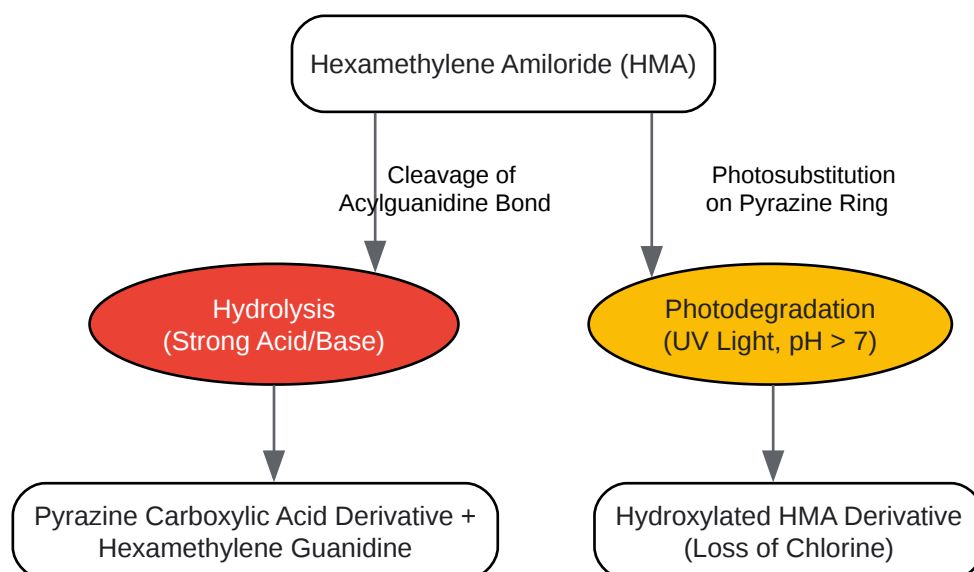 Hexamethylene Amiloride (HMA)
Cleavage of
Acylguanidine Bond
Photosubstitution
on Pyrazine Ring
Hydrolysis
(Strong Acid/Base)
Photodegradation
(UV Light, pH > 7)
Pyrazine Carboxylic Acid Derivative +
Hexamethylene Guanidine
Hydroxylated HMA Derivative
(Loss of Chlorine)